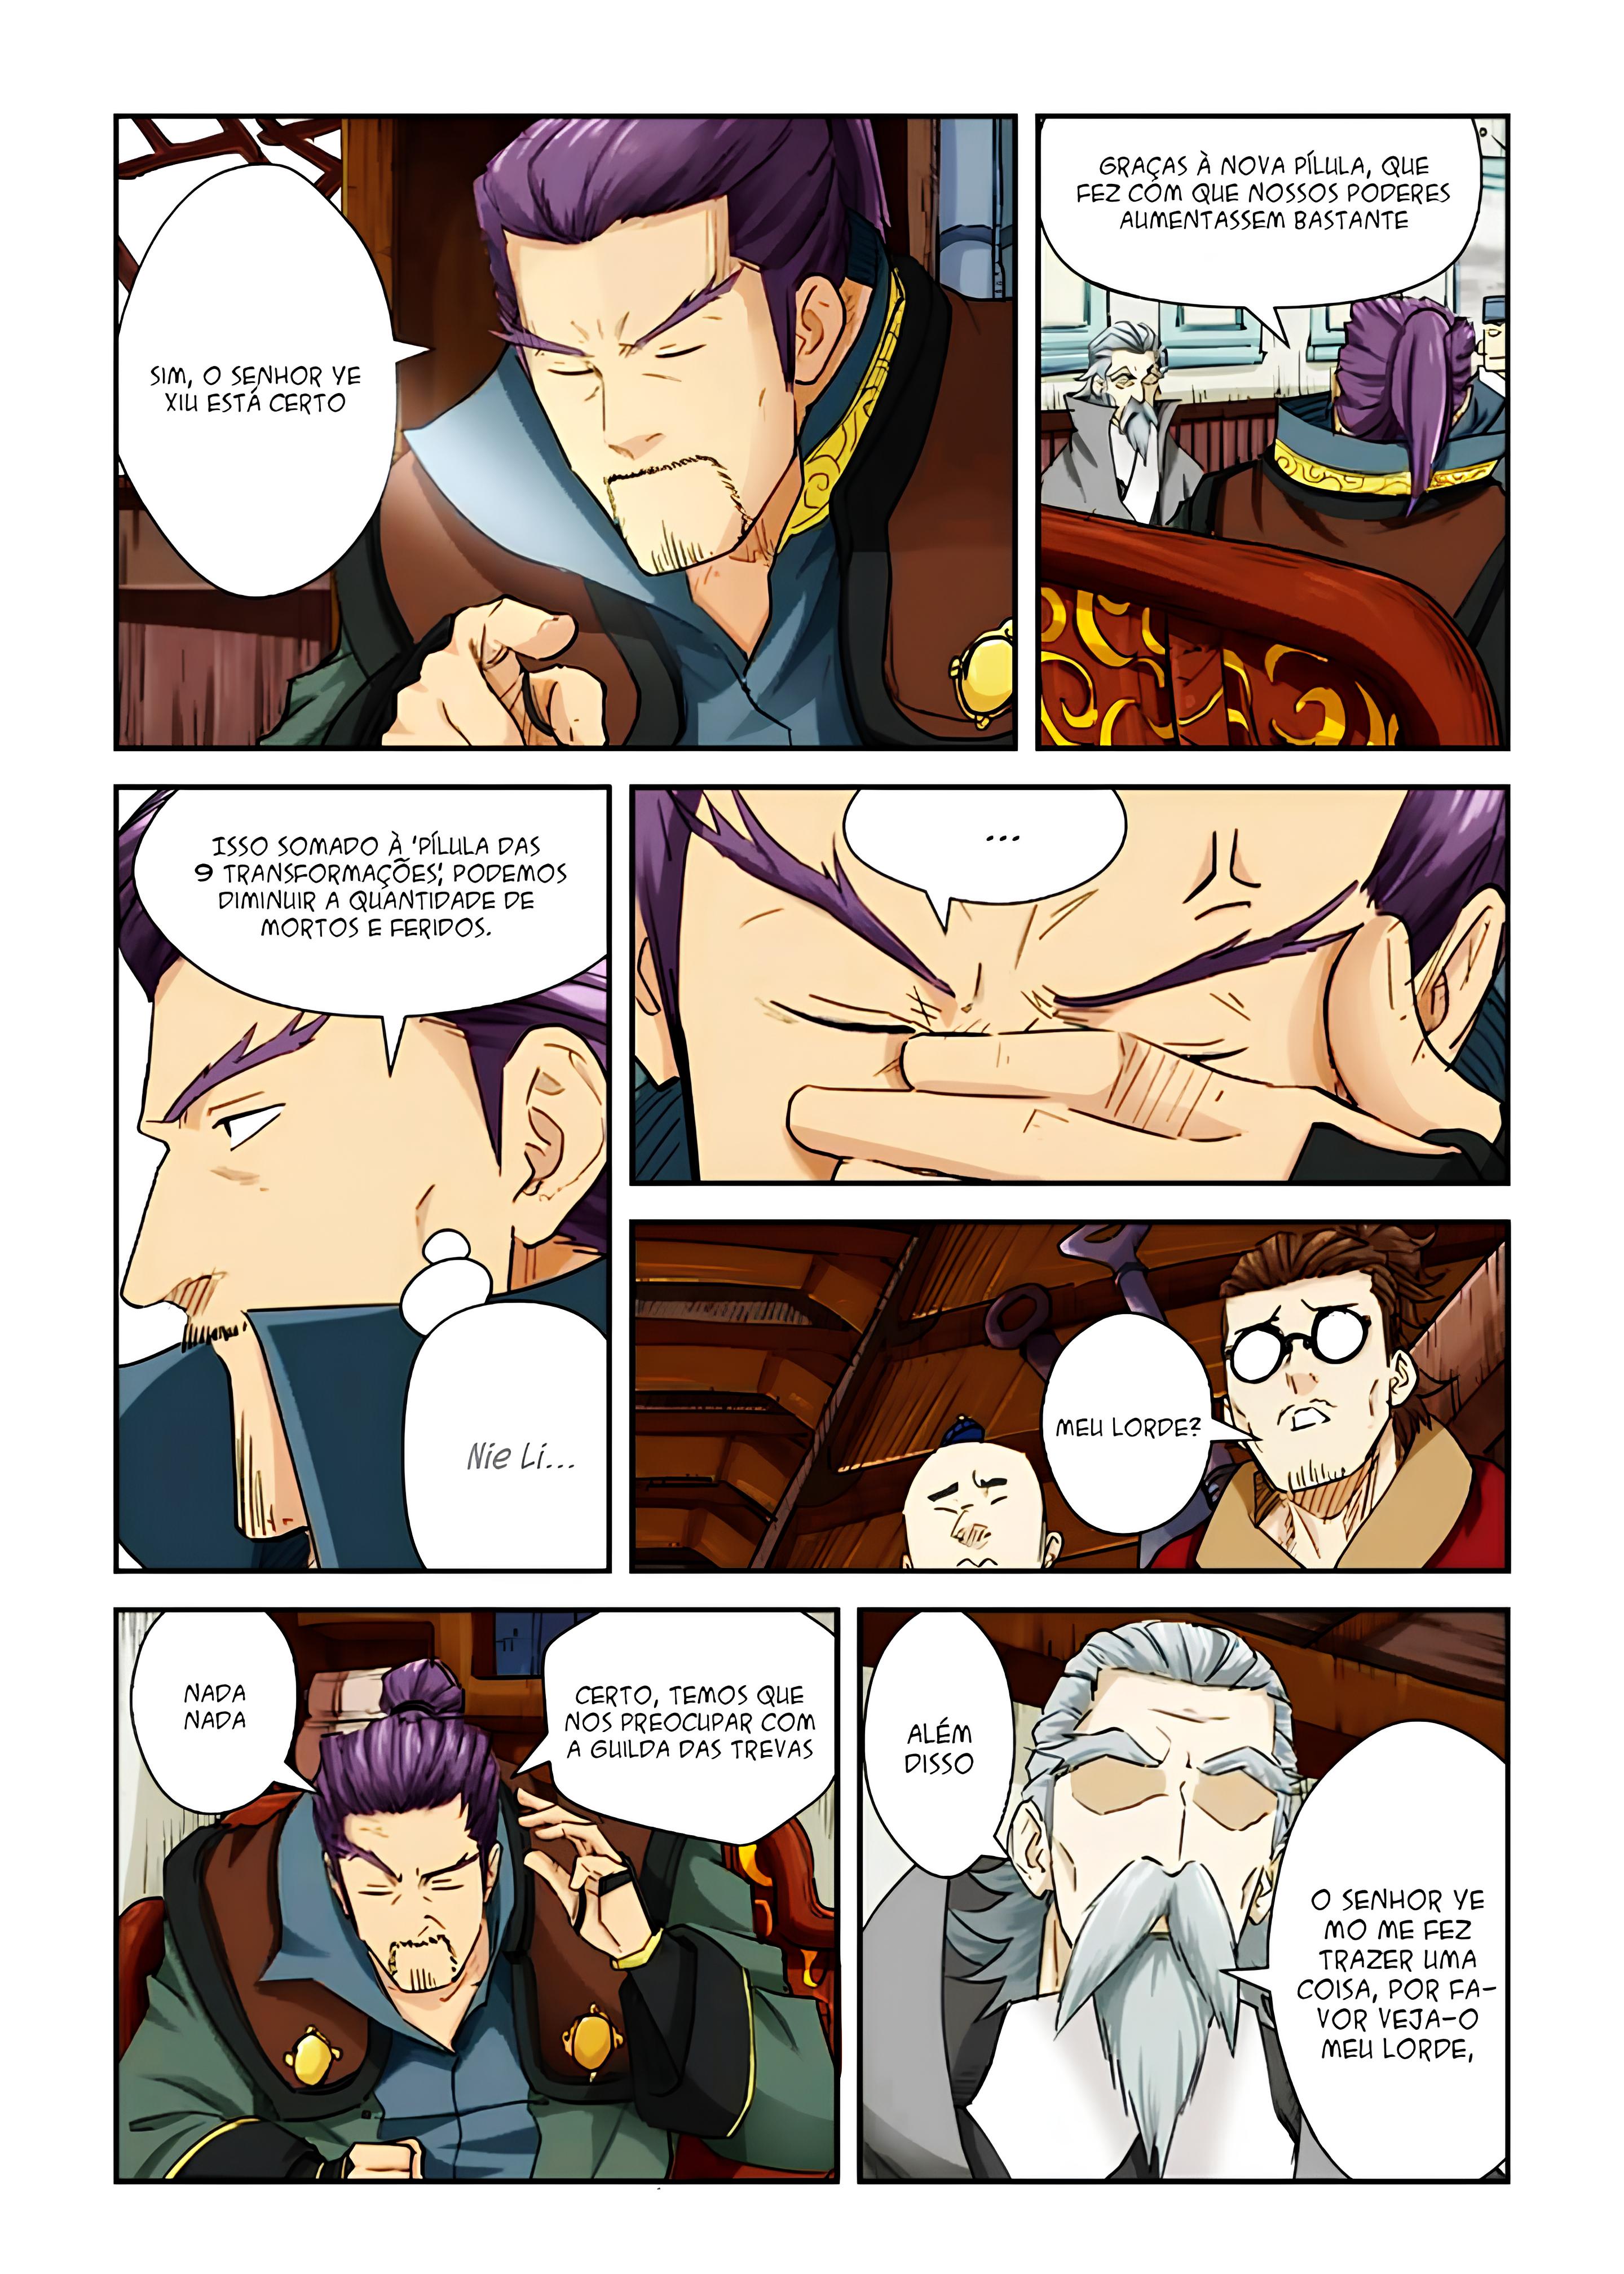 SIM, O SENHOR YE
XIU ESTÁ CERTO
GRAÇAS À NOVA PÍLULA, QUE
FEZ COM QUE NOSSOS PODERES
AUMENTASSEM BASTANTE
ISSO SOMADO À 'PÍLULA DAS
9 TRANSFORMAÇÕES', PODEMOS
DIMINUIR A QUANTIDADE DE
MORTOS E FERIDOS.
Nie Li...
...
MEU LORDE?
NADA
NADA
CERTO, TEMOS QUE
NOS PREOCUPAR COM
A GUILDA DAS TREVAS
ALÉM
DISSO
O SENHOR YE
MO ME FEZ
TRAZER UMA
COISA, POR FA-
VOR VEJA-O
MEU LORDE,